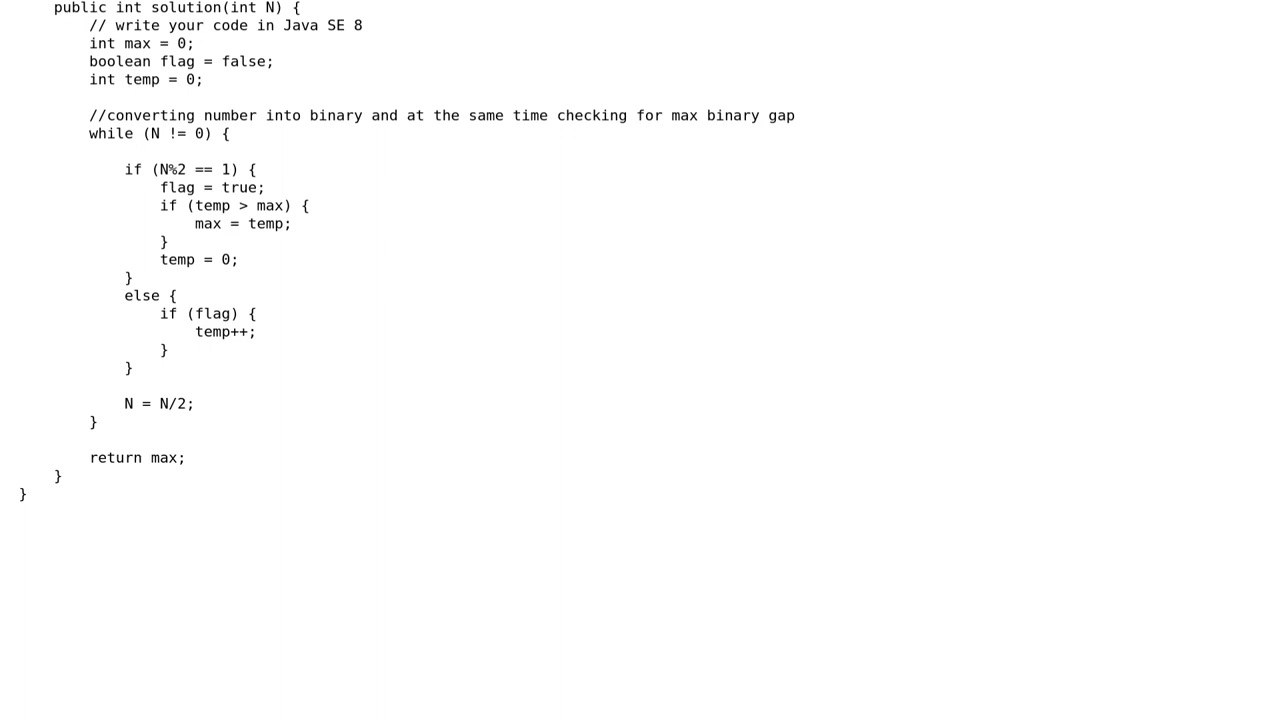 public int solution(int N) {
// write your code in Java SE 8
int max = 0;
boolean flag = false;
int temp = 0;
//converting number into binary and at the same time checking for max binary gap
while (N != 0) {
if (N%2 == 1) {
flag = true;
if (temp > max) {
max = temp;
}
temp = 0;
}
else {
if (flag) {
temp++;
}
}
N = N/2;
}
return max;
}
}